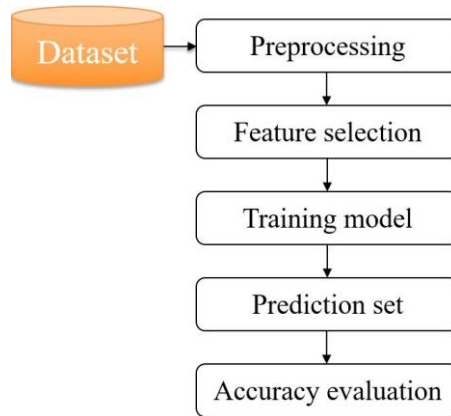 Dataset
Preprocessing
Feature selection
Training model
Prediction set
Accuracy evaluation